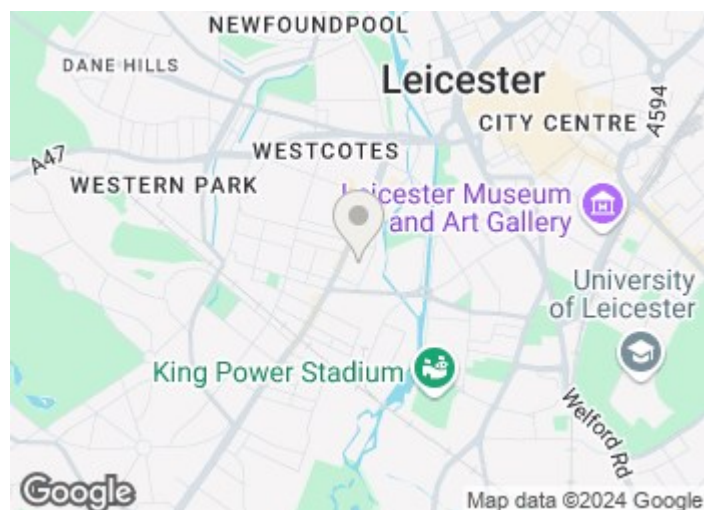 NEWFOUNDPOOL
DANE HILLS
Leicester
CITY CENTRE
A594
A47
WESTCOTES
WESTERN PARK
Leicester Museum
and Art Gallery
University
of Leicester
King Power Stadium
Welford Rd
Google
Map data ©2024 Google